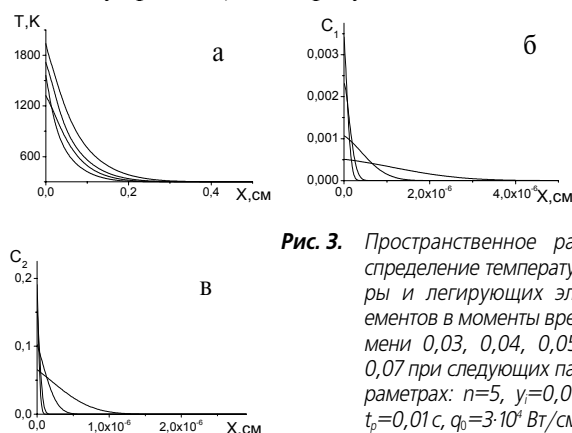 T,K
а
1800
1200
600
0,0 0,2 0,4 X,см
C1
б
0,003
0,002
0,001
0,000
0,0 2,0x10-6 4,0x10-6 X,см
C2
в
0,2
0,1
0,0
0,0 1,0x10-6 2,0x10-6 X,см
Рис. 3. Пространственное ра-
спределение температу-
ры и легирующих эл-
ементов в моменты вре-
мени 0,03, 0,04, 0,05
0,07 при следующих па-
раметрах: n=5, yi=0,0
tp=0,01 с, q0=3·10⁴ Вт/см